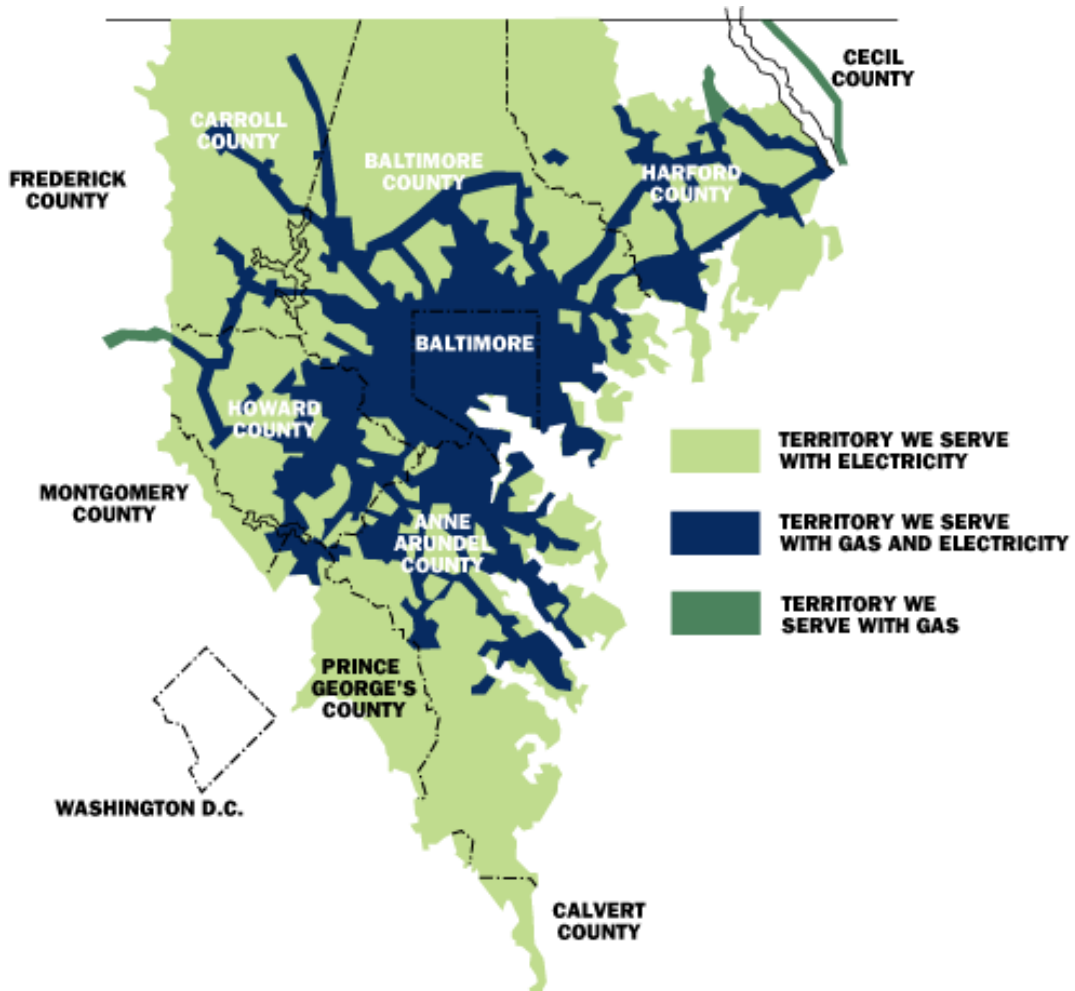 CECIL
COUNTY
CARROLL
COUNTY
BALTIMORE
COUNTY
HARFORD
COUNTY
FREDERICK
COUNTY
BALTIMORE
HOWARD
COUNTY
TERRITORY WE SERVE
WITH ELECTRICITY
MONTGOMERY
COUNTY
TERRITORY WE SERVE
WITH GAS AND ELECTRICITY
ANNE
ARUNDEL
COUNTY
TERRITORY WE
SERVE WITH GAS
PRINCE
GEORGE'S
COUNTY
WASHINGTON D.C.
CALVERT
COUNTY